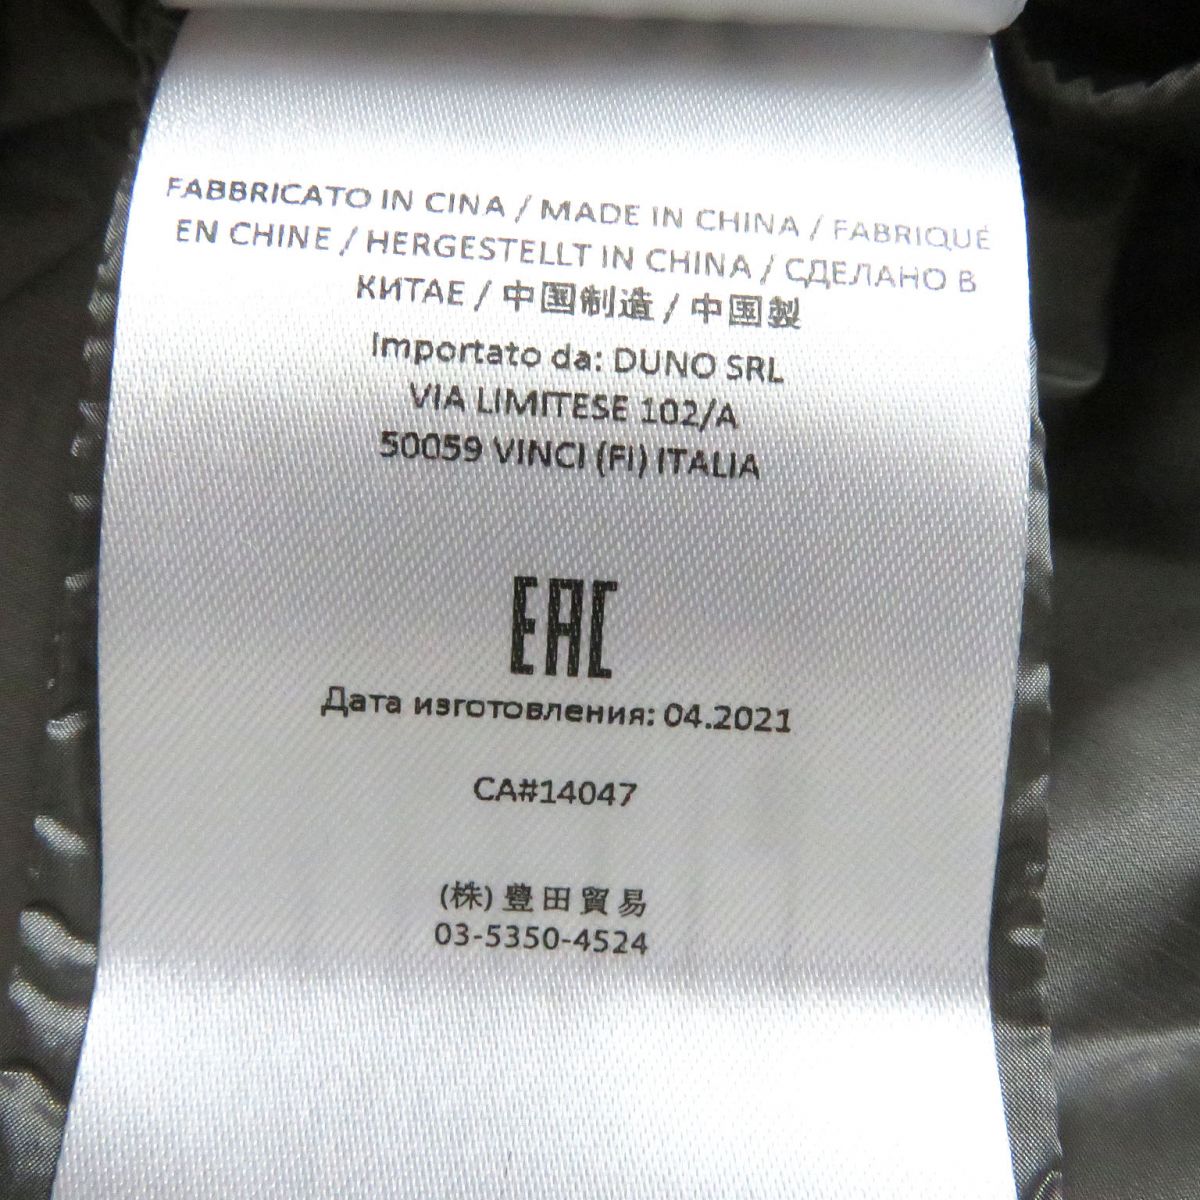 FABBRICATO IN CINA / MADE IN CHINA / FABRIQUÉ
EN CHINE / HERGESTELLT IN CHINA / СДЕЛАНО В
КИТАЕ / 中国制造 / 中国製
Importato da: DUNO SRL
VIA LIMITESE 102/A
50059 VINCI (FI) ITALIA
EAC
Дата изготовления: 04.2021
CA#14047
(株) 豊田貿易
03-5350-4524